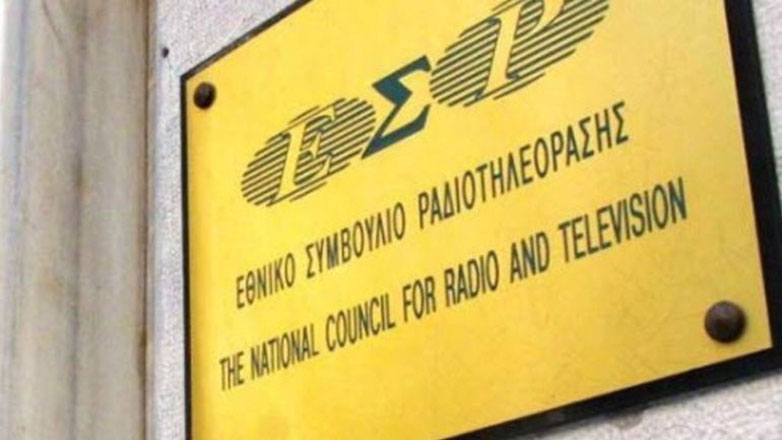 ΕΣΡ
ΕΘΝΙΚΟ ΣΥΜΒΟΥΛΙΟ ΡΑΔΙΟΤΗΛΕΟΡΑΣΗΣ
THE NATIONAL COUNCIL FOR RADIO AND TELEVISION